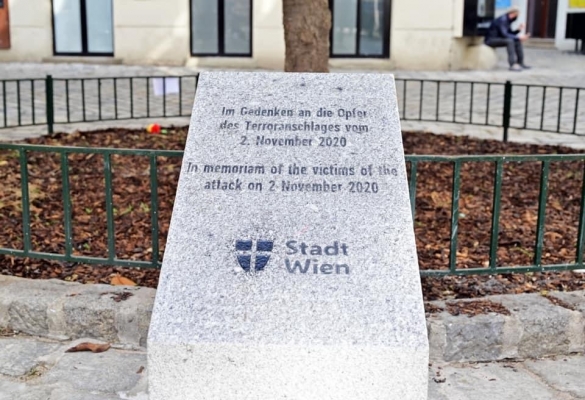 Im Gedenken an die Opfer
des Terroranschlages vom
2. November 2020
In memoriam of the victims of the
attack on 2 November 2020
Stadt
Wien